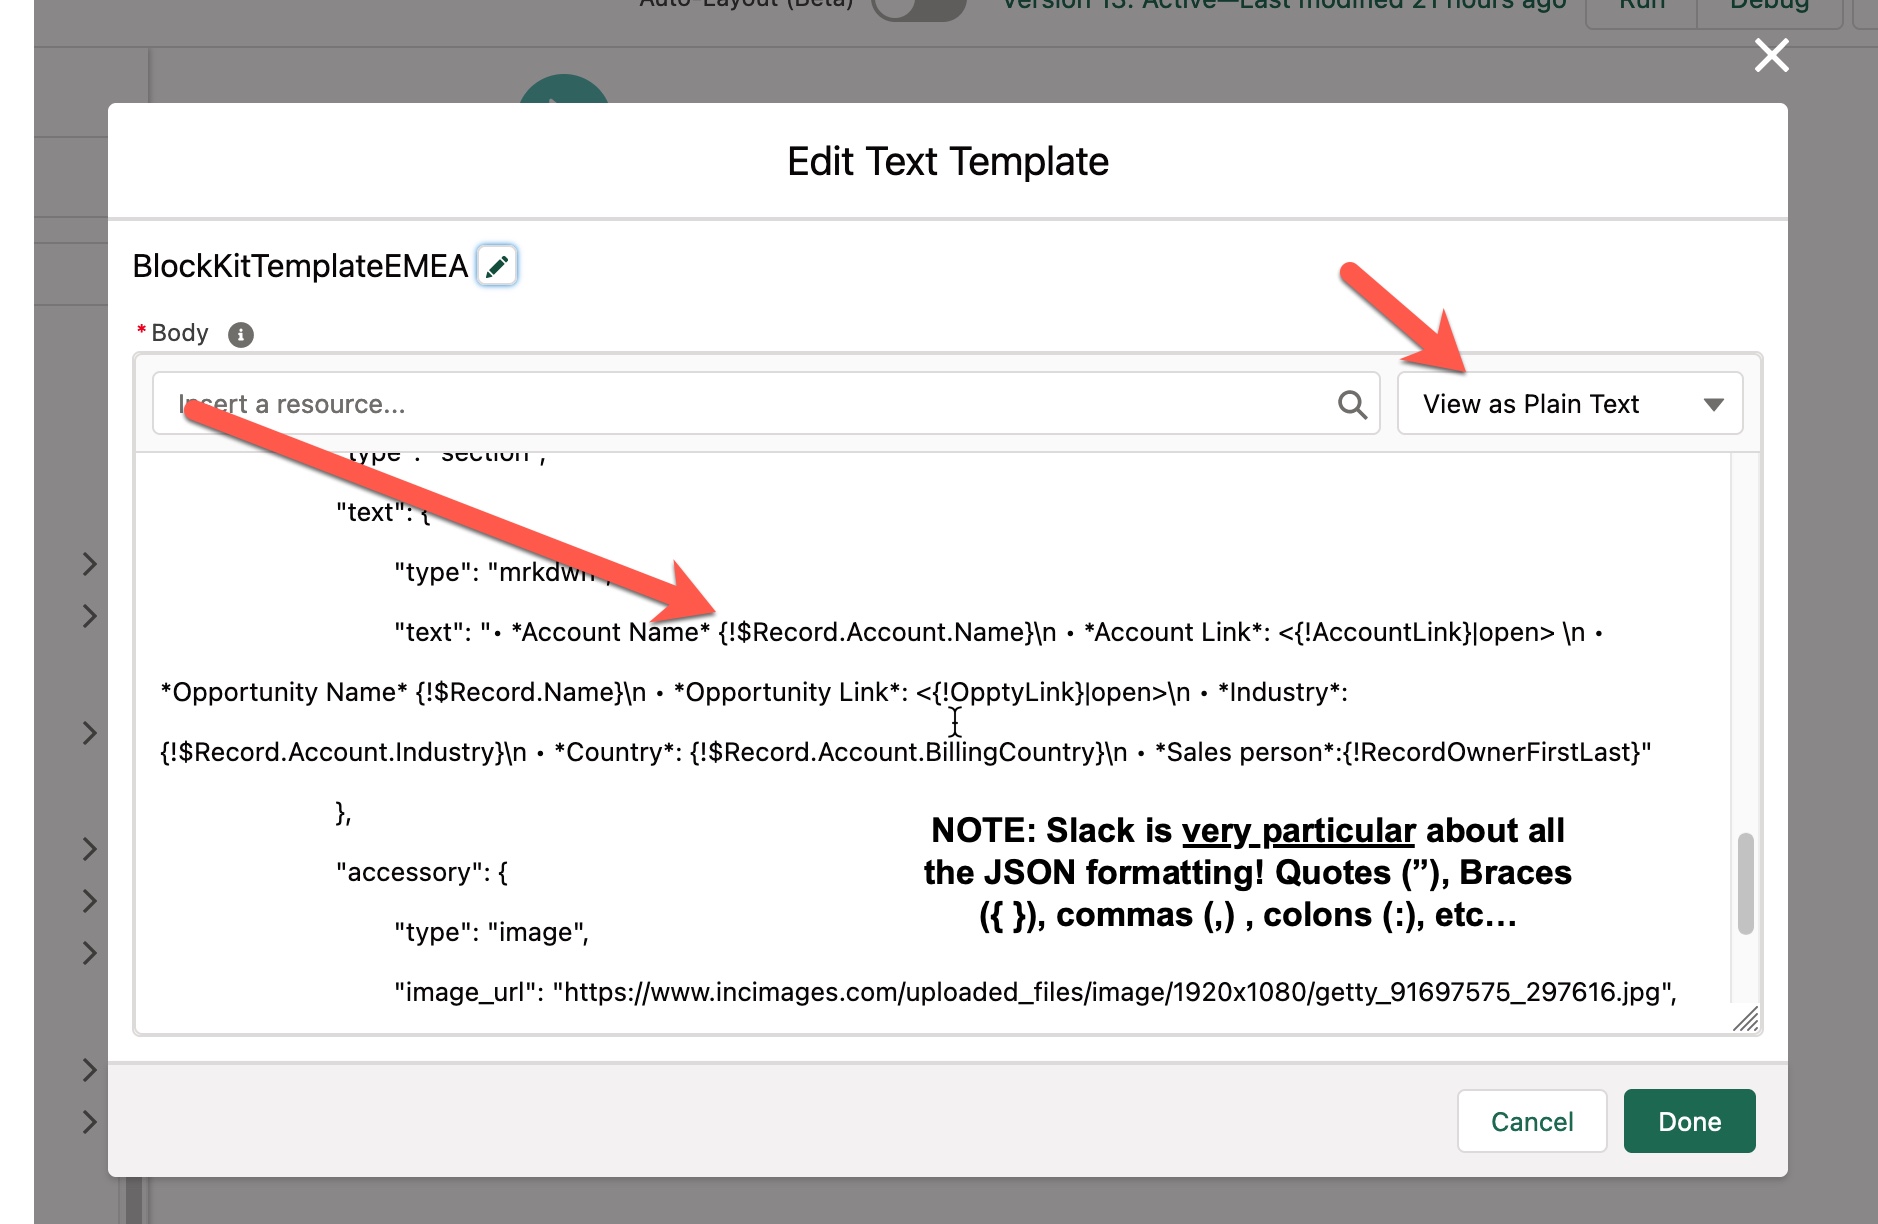 Auto-Layout (Beta)
Version 13: Active—Last modified 21 hours ago
Run
Debug
Edit Text Template
BlockKitTemplateEMEA
* Body
Insert a resource...
View as Plain Text
"type": "section",
"text": {
"type": "mrkdwn",
"text": "• *Account Name* {!$Record.Account.Name}\n • *Account Link*: <{!AccountLink}|open> \n •
*Opportunity Name* {!$Record.Name}\n • *Opportunity Link*: <{!OpptyLink}|open>\n • *Industry*:
{!$Record.Account.Industry}\n • *Country*: {!$Record.Account.BillingCountry}\n • *Sales person*:{!RecordOwnerFirstLast}"
},
"accessory": {
"type": "image",
"image_url": "https://www.incimages.com/uploaded_files/image/1920x1080/getty_91697575_297616.jpg",
NOTE: Slack is very particular about all
the JSON formatting! Quotes (”), Braces
({ }), commas (,) , colons (:), etc…
Cancel
Done